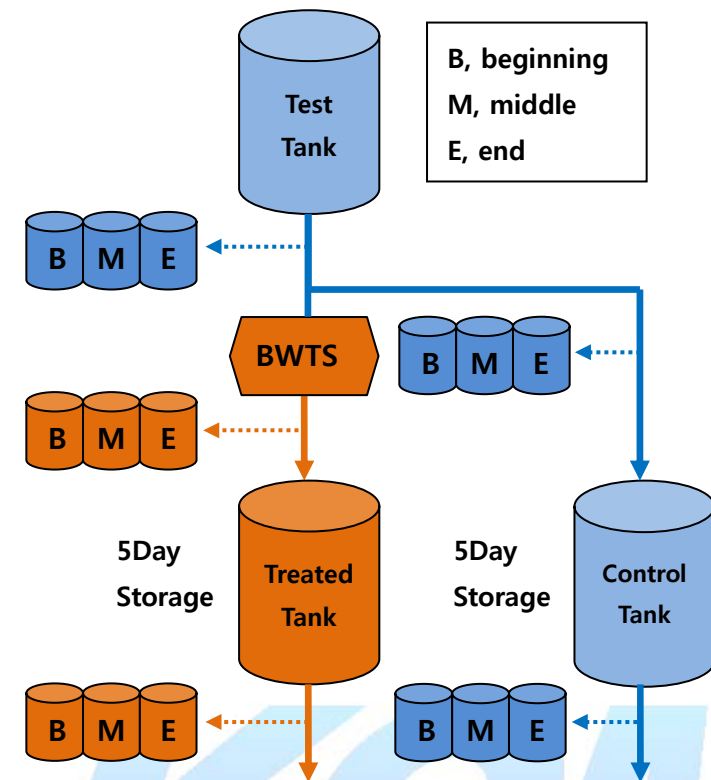 Test
Tank
B, beginning
M, middle
E, end
B M E
BWTS
B M E
B M E
5Day
Storage
Treated
Tank
5Day
Storage
Control
Tank
B M E
B M E